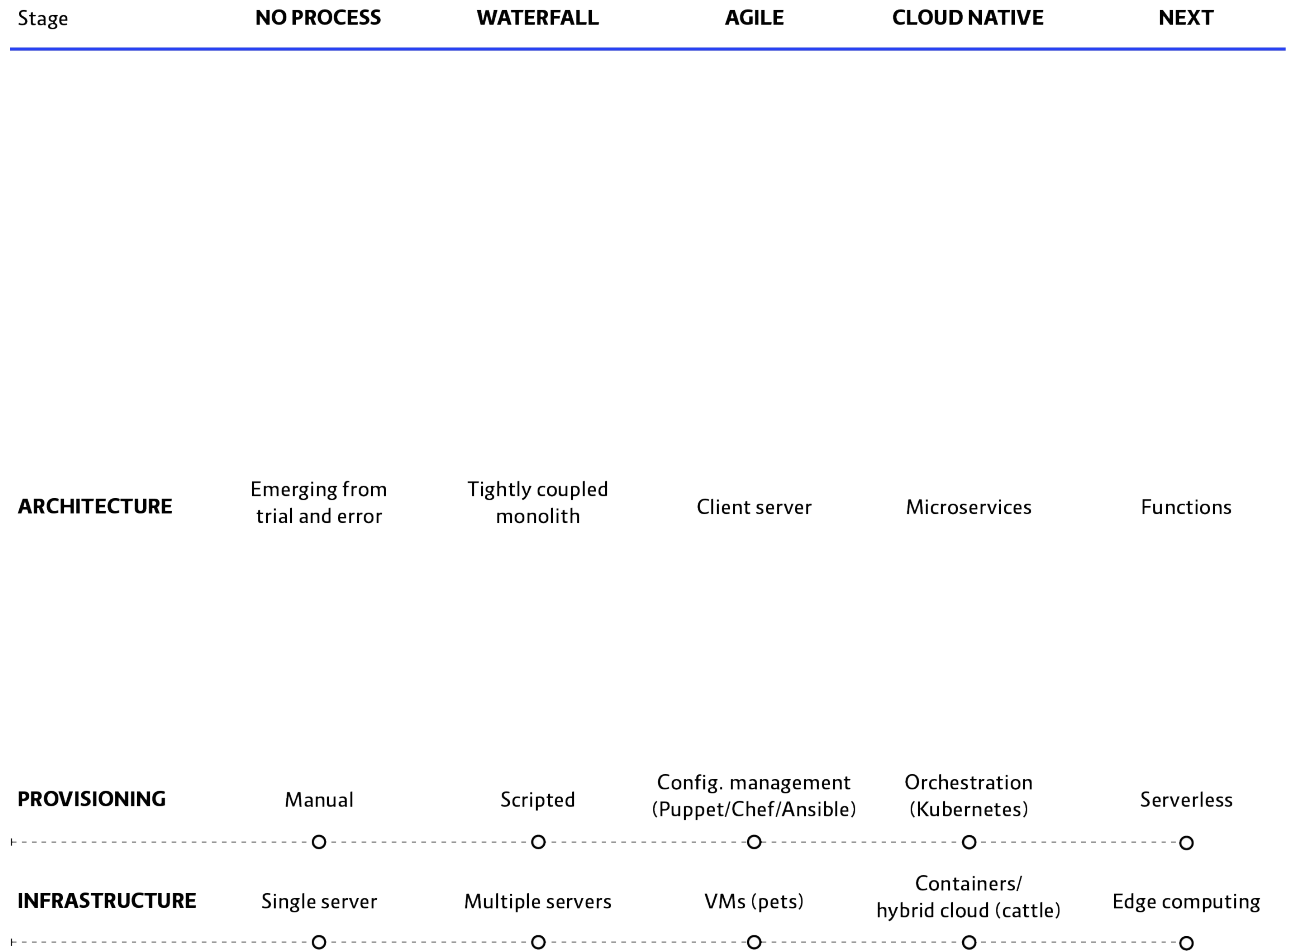 Stage NO PROCESS WATERFALL AGILE CLOUD NATIVE NEXT
ARCHITECTURE
Emerging from
trial and error
Tightly coupled
monolith
Client server
Microservices
Functions
PROVISIONING
Manual
Scripted
Config. management
(Puppet/Chef/Ansible)
Orchestration
(Kubernetes)
Serverless
INFRASTRUCTURE
Single server
Multiple servers
VMs (pets)
Containers/
hybrid cloud (cattle)
Edge computing